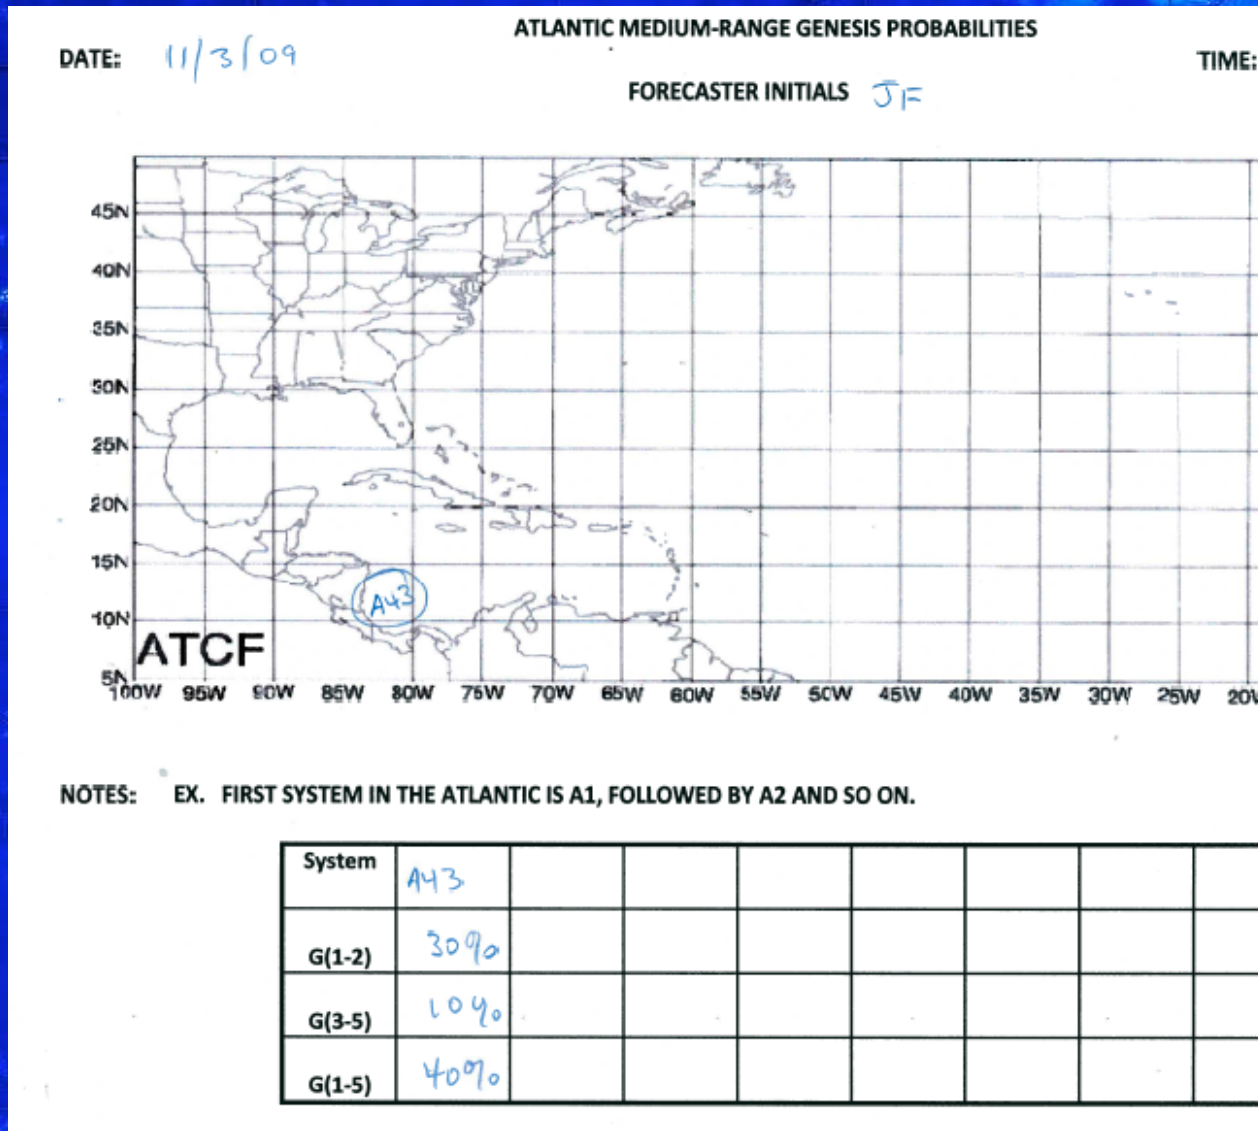 ATLANTIC MEDIUM-RANGE GENESIS PROBABILITIES
DATE: 11/3/09
TIME:
FORECASTER INITIALS JF
45N
40N
35N
30N
25N
20N
15N
10N
5N
A43
ATCF
100W 95W 90W 85W 80W 75W 70W 65W 60W 55W 50W 45W 40W 35W 30W 25W 20W
NOTES: EX. FIRST SYSTEM IN THE ATLANTIC IS A1, FOLLOWED BY A2 AND SO ON.
System A43
G(1-2) 30%
G(3-5) 10%
G(1-5) 40%